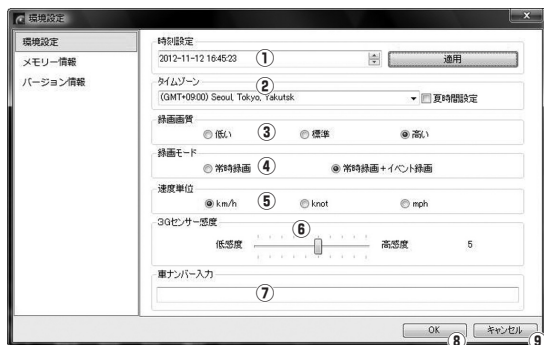 環境設定
環境設定
メモリー情報
バージョン情報
時刻設定
2012-11-12 16:45:23 ① 適用
タイムゾーン ②
(GMT+09:00) Seoul, Tokyo, Yakutsk 夏時間設定
録画画質
低い ③ 標準 高い
録画モード
常時録画 ④ 常時録画+イベント録画
速度単位
km/h ⑤ knot mph
3Gセンサー感度 ⑥
低感度 高感度 5
車ナンバー入力
⑦
OK ⑧ キャンセル ⑨